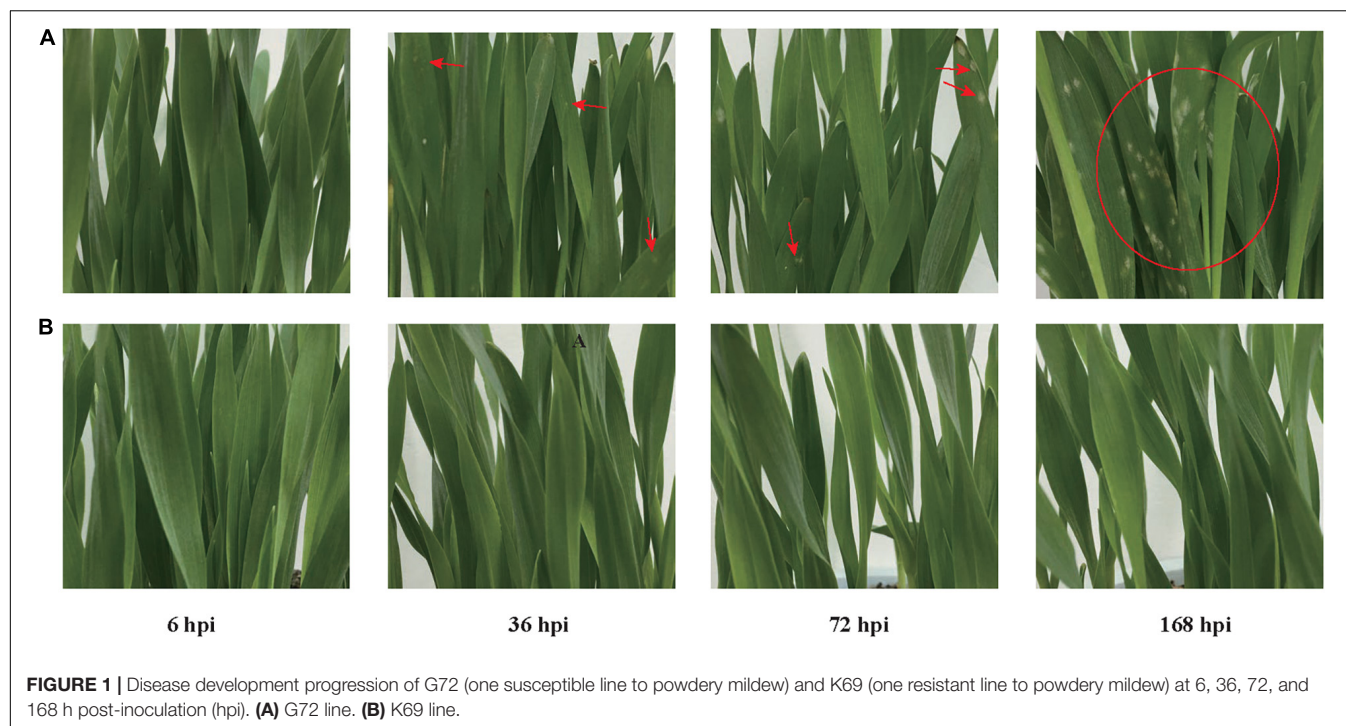 A
B
A
6 hpi
36 hpi
72 hpi
168 hpi
FIGURE 1 | Disease development progression of G72 (one susceptible line to powdery mildew) and K69 (one resistant line to powdery mildew) at 6, 36, 72, and
168 h post-inoculation (hpi). (A) G72 line. (B) K69 line.